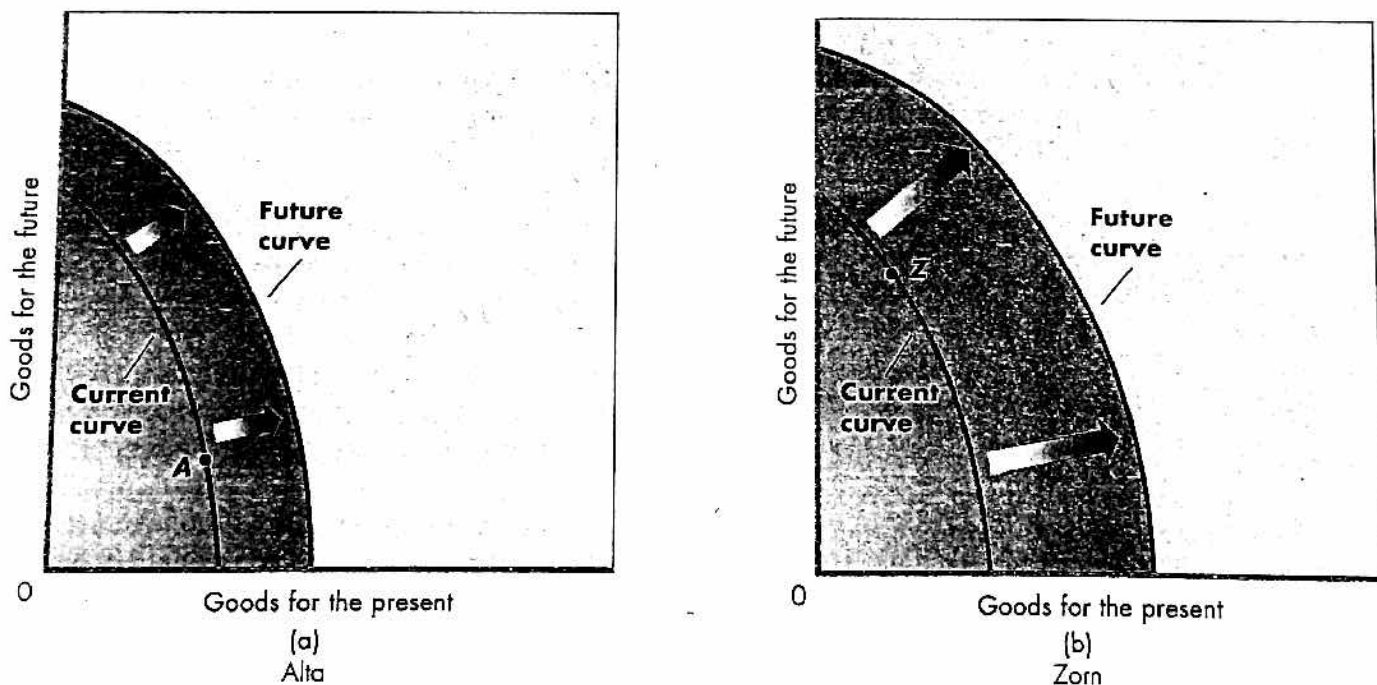 Goods for the future
Future
curve
Current
curve
A
0
Goods for the present
(a)
Alta
Goods for the future
Z
Future
curve
Current
curve
0
Goods for the present
(b)
Zorn